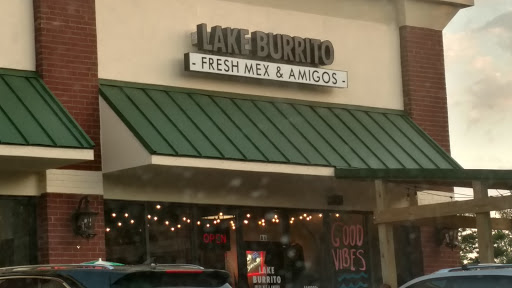 LAKE BURRITO
- FRESH MEX & AMIGOS -
OPEN
GOOD
VIBES
LAKE
BURRITO